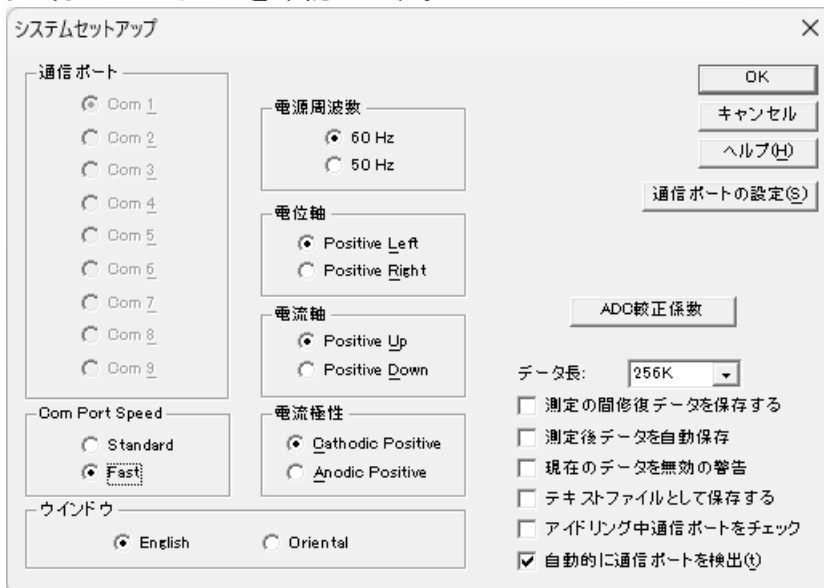 システムセットアップ
通信ポート
Com 1
Com 2
Com 3
Com 4
Com 5
Com 6
Com 7
Com 8
Com 9
Com Port Speed
Standard
Fast
ウインドウ
English
Oriental
電源周波数
60 Hz
50 Hz
電位軸
Positive Left
Positive Right
電流軸
Positive Up
Positive Down
電流極性
Cathodic Positive
Anodic Positive
OK
キャンセル
ヘルプ(H)
通信ポートの設定(S)
ADC較正係数
データ長:
256K
測定の間修復データを保存する
測定後データを自動保存
現在のデータを無効の警告
テキストファイルとして保存する
アイドリング中通信ポートをチェック
自動的に通信ポートを検出(t)